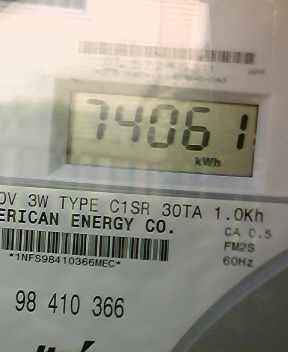 74061
kWh
0V 3W TYPE C1SR 30TA 1.0Kh
ERICAN ENERGY CO.
CA 0.5
FM2S
*1NFS98410366MEC*
60Hz
98 410 366